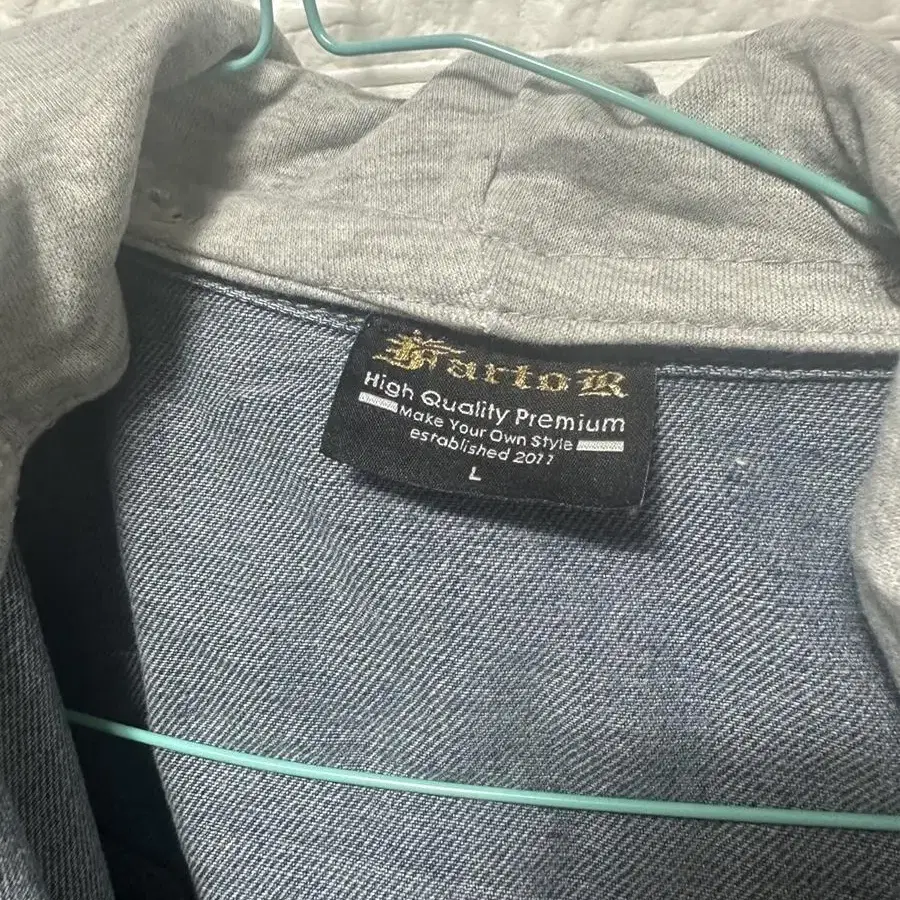 FartoR
High Quality Premium
Make Your Own Style
established 2011
L